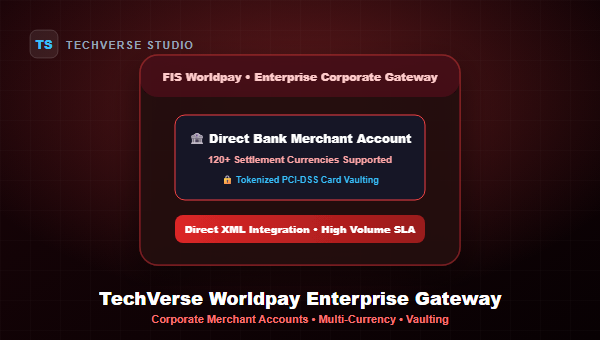 TS TECHVERSE STUDIO
FIS Worldpay • Enterprise Corporate Gateway
🏦 Direct Bank Merchant Account
120+ Settlement Currencies Supported
🔒 Tokenized PCI-DSS Card Vaulting
Direct XML Integration • High Volume SLA
TechVerse Worldpay Enterprise Gateway
Corporate Merchant Accounts • Multi-Currency • Vaulting